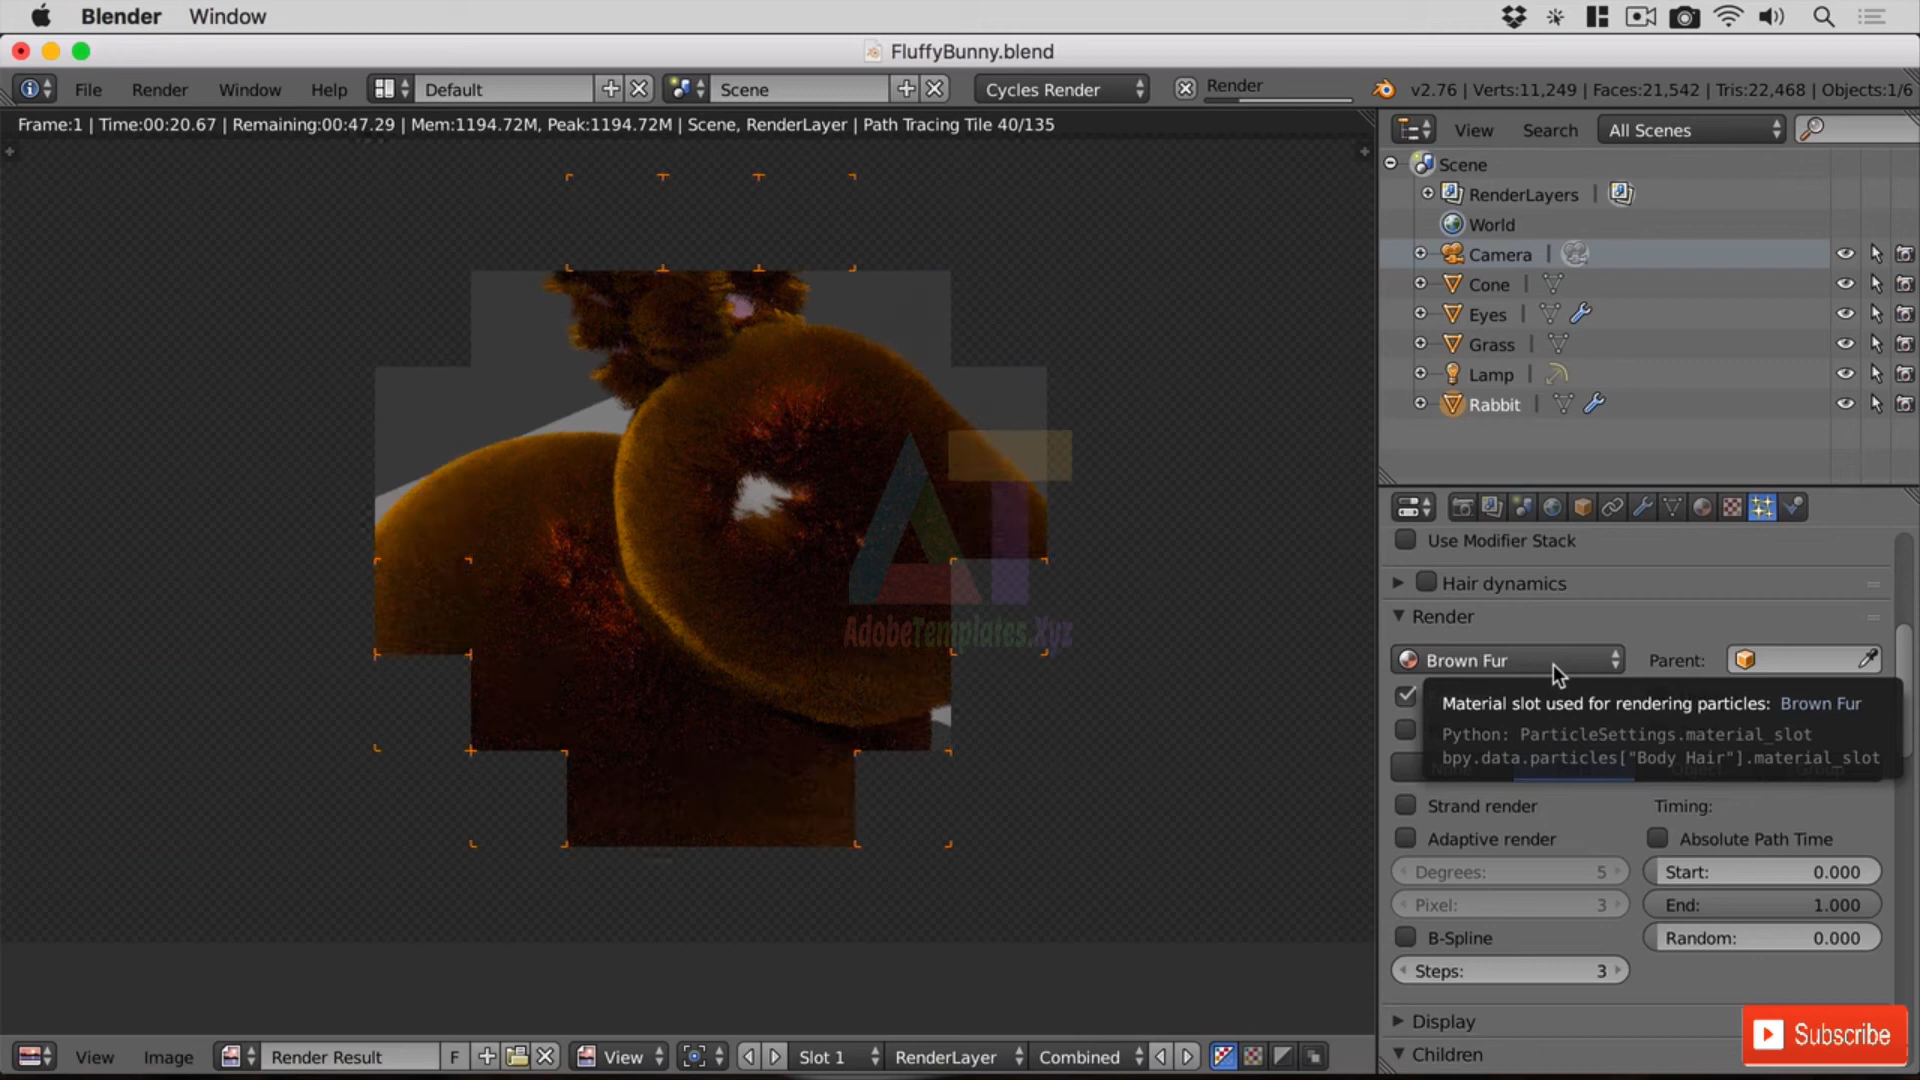 Blender Window
FluffyBunny.blend
File Render Window Help Default Scene Cycles Render Render v2.76 | Verts:11,249 | Faces:21,542 | Tris:22,468 | Objects:1/6
Frame:1 | Time:00:20.67 | Remaining:00:47.29 | Mem:1194.72M, Peak:1194.72M | Scene, RenderLayer | Path Tracing Tile 40/135
View Search All Scenes
Scene
RenderLayers
World
Camera
Cone
Eyes
Grass
Lamp
Rabbit
Use Modifier Stack
Hair dynamics
Render
Brown Fur Parent:
Material slot used for rendering particles: Brown Fur
Python: ParticleSettings.material_slot
bpy.data.particles["Body Hair"].material_slot
Strand render Timing:
Adaptive render Absolute Path Time
Degrees: 5 Start: 0.000
Pixel: 3 End: 1.000
B-Spline Random: 0.000
Steps: 3
Display
Children
Subscribe
AdobeTemplates.Xyz
View Image Render Result F View Slot 1 RenderLayer Combined